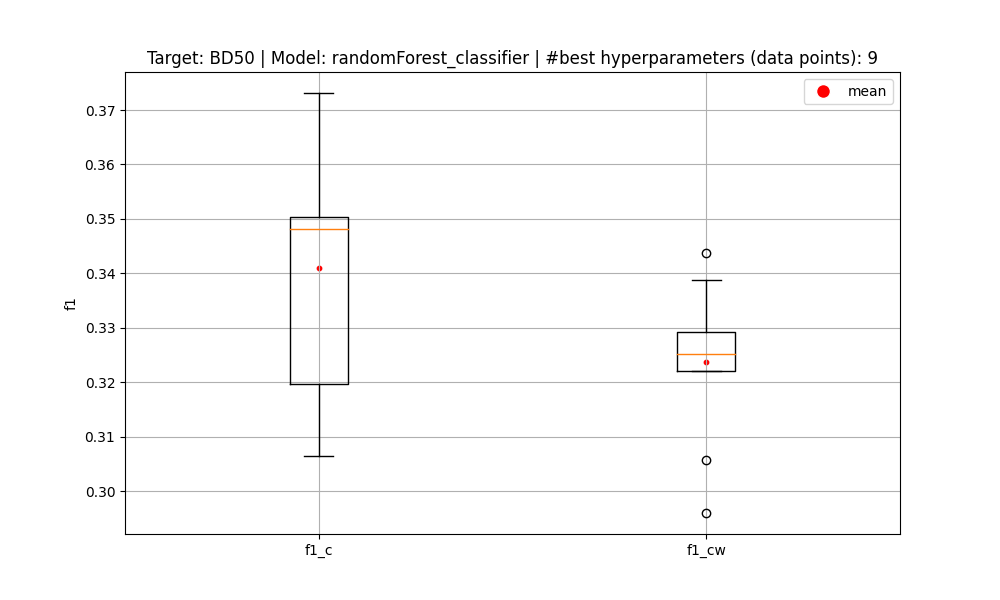 Target: BD50 | Model: randomForest_classifier | #best hyperparameters (data points): 9
mean
0.37
0.36
0.35
0.34
0.33
0.32
0.31
0.30
f1
f1_c
f1_cw